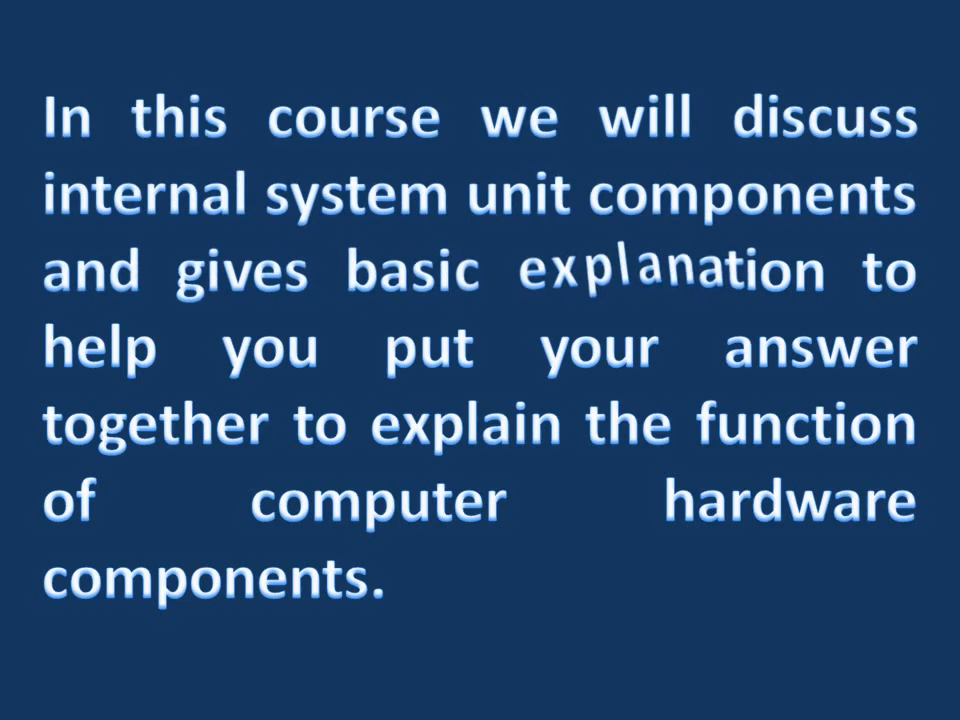 In this course we will discuss
internal system unit components
and gives basic explanation to
help you put your answer
together to explain the function
of computer hardware
components.